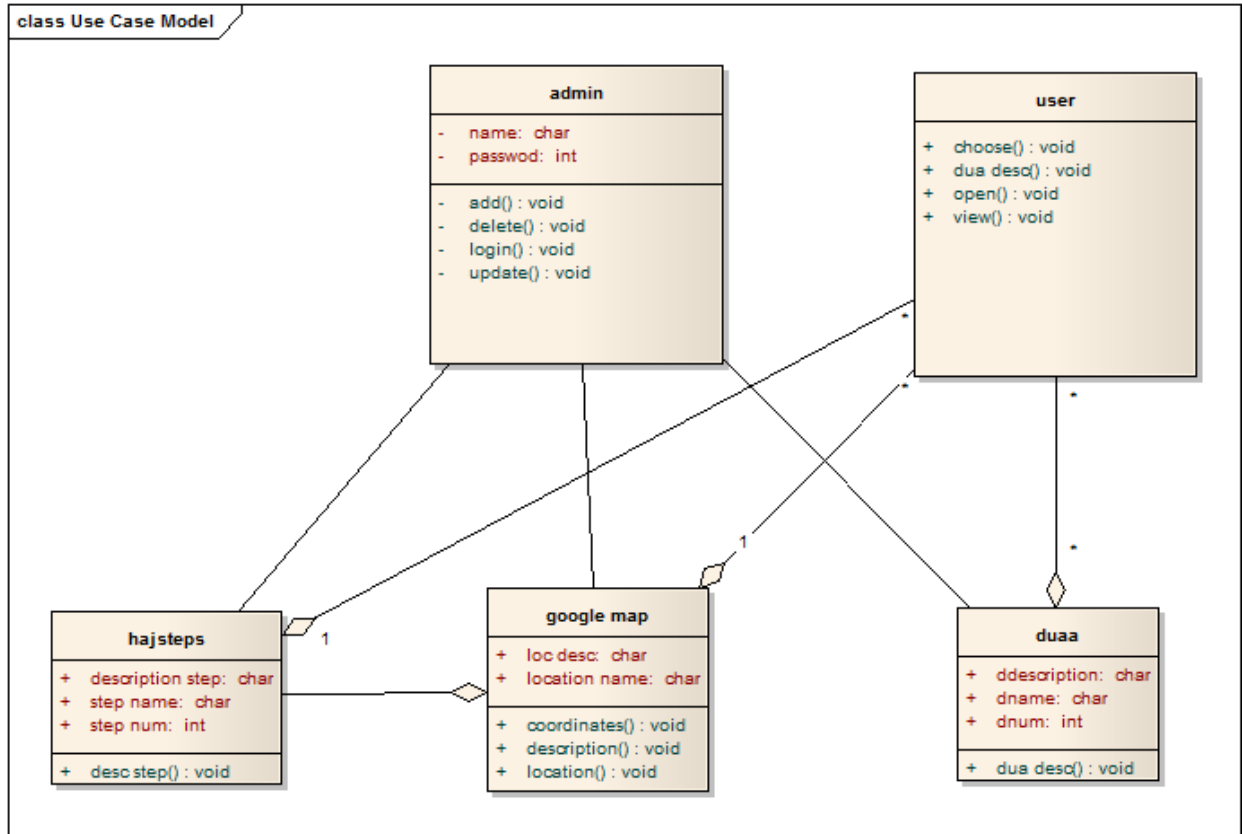 class Use Case Model
admin
- name: char
- passwod: int
- add() : void
- delete() : void
- login() : void
- update() : void
user
+ choose() : void
+ dua desc() : void
+ open() : void
+ view() : void
*
*
*
1
*
1
hajsteps
+ description step: char
+ step name: char
+ step num: int
+ desc step() : void
google map
+ loc desc: char
+ location name: char
+ coordinates() : void
+ description() : void
+ location() : void
duaa
+ ddescription: char
+ dname: char
+ dnum: int
+ dua desc() : void